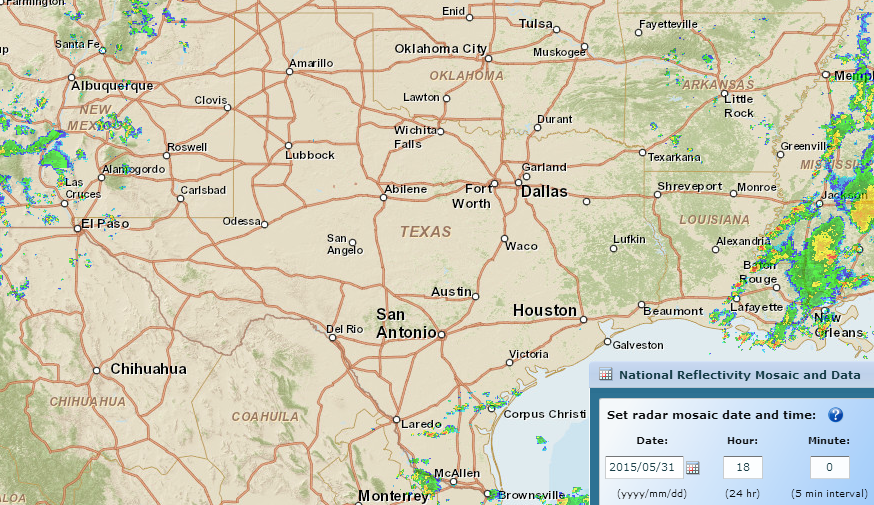 Farmington
Enid
Tulsa
Fayetteville
Santa Fe
Oklahoma City
Muskogee
Amarillo
OKLAHOMA
Albuquerque
ARKANSAS
Memp
Clovis
Lawton
Little
Rock
NEW
MEXICO
Durant
Wichita
Falls
Greenville
Roswell
Lubbock
Texarkana
MISSISSI
Alamogordo
Garland
Las
Cruces
Carlsbad
Abilene
Fort
Worth
Dallas
Shreveport
Monroe
Jackson
El Paso
Odessa
TEXAS
LOUISIANA
San
Angelo
Waco
Lufkin
Alexandria
Baton
Rouge
Austin
San
Antonio
Houston
Beaumont
Lafayette
New
Orleans
Del Rio
Galveston
Victoria
Chihuahua
National Reflectivity Mosaic and Data
CHIHUAHUA
COAHUILA
Laredo
Corpus Christi
Set radar mosaic date and time: ?
Date: Hour: Minute:
2015/05/31 18 0
(yyyy/mm/dd) (24 hr) (5 min interval)
McAllen
Monterrey
Brownsville
ALOA